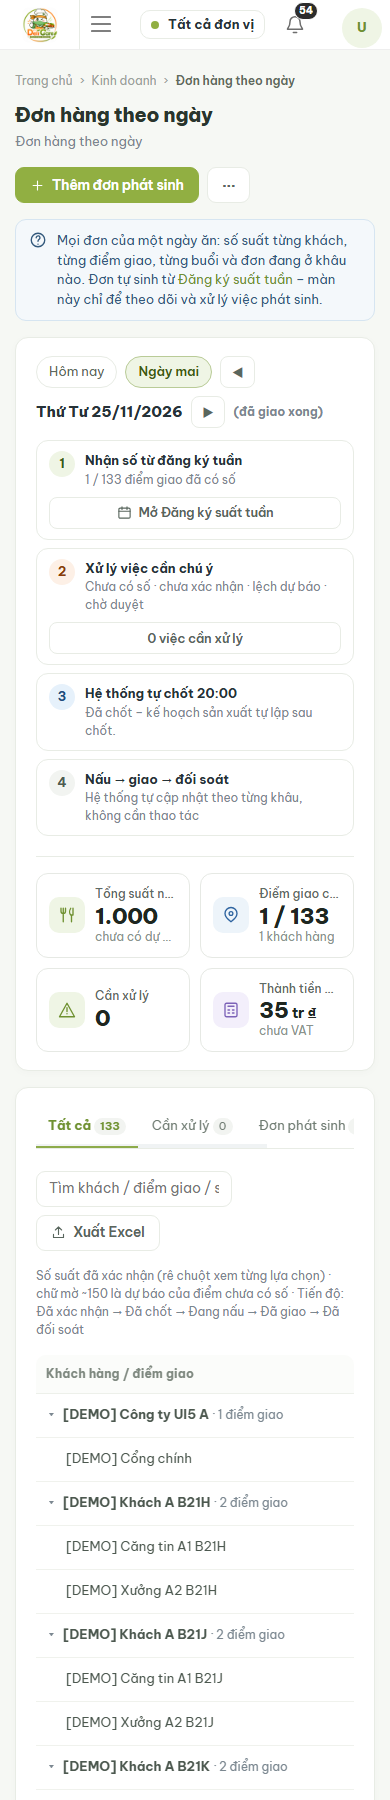 Tất cả đơn vị
54
U
Trang chủ > Kinh doanh > Đơn hàng theo ngày
Đơn hàng theo ngày
Đơn hàng theo ngày
+ Thêm đơn phát sinh
...
Mọi đơn của một ngày ăn: số suất từng khách,
từng điểm giao, từng buổi và đơn đang ở khâu
nào. Đơn tự sinh từ Đăng ký suất tuần – màn
này chỉ để theo dõi và xử lý việc phát sinh.
Hôm nay
Ngày mai
◀
Thứ Tư 25/11/2026
▶
(đã giao xong)
1
Nhận số từ đăng ký tuần
1 / 133 điểm giao đã có số
Mở Đăng ký suất tuần
2
Xử lý việc cần chú ý
Chưa có số · chưa xác nhận · lệch dự báo ·
chờ duyệt
0 việc cần xử lý
3
Hệ thống tự chốt 20:00
Đã chốt – kế hoạch sản xuất tự lập sau
chốt.
4
Nấu → giao → đối soát
Hệ thống tự cập nhật theo từng khâu,
không cần thao tác
Tổng suất n...
1.000
chưa có dự ...
Điểm giao c...
1 / 133
1 khách hàng
Cần xử lý
0
Thành tiền ...
35 tr ₫
chưa VAT
Tất cả 133
Cần xử lý 0
Đơn phát sinh
Tìm khách / điểm giao / s
Xuất Excel
Số suất đã xác nhận (rê chuột xem từng lựa chọn) ·
chữ mờ ~150 là dự báo của điểm chưa có số · Tiến độ:
Đã xác nhận → Đã chốt → Đang nấu → Đã giao → Đã
đối soát
Khách hàng / điểm giao
[DEMO] Công ty UI5 A · 1 điểm giao
[DEMO] Cổng chính
[DEMO] Khách A B21H · 2 điểm giao
[DEMO] Căng tin A1 B21H
[DEMO] Xưởng A2 B21H
[DEMO] Khách A B21J · 2 điểm giao
[DEMO] Căng tin A1 B21J
[DEMO] Xưởng A2 B21J
[DEMO] Khách A B21K · 2 điểm giao